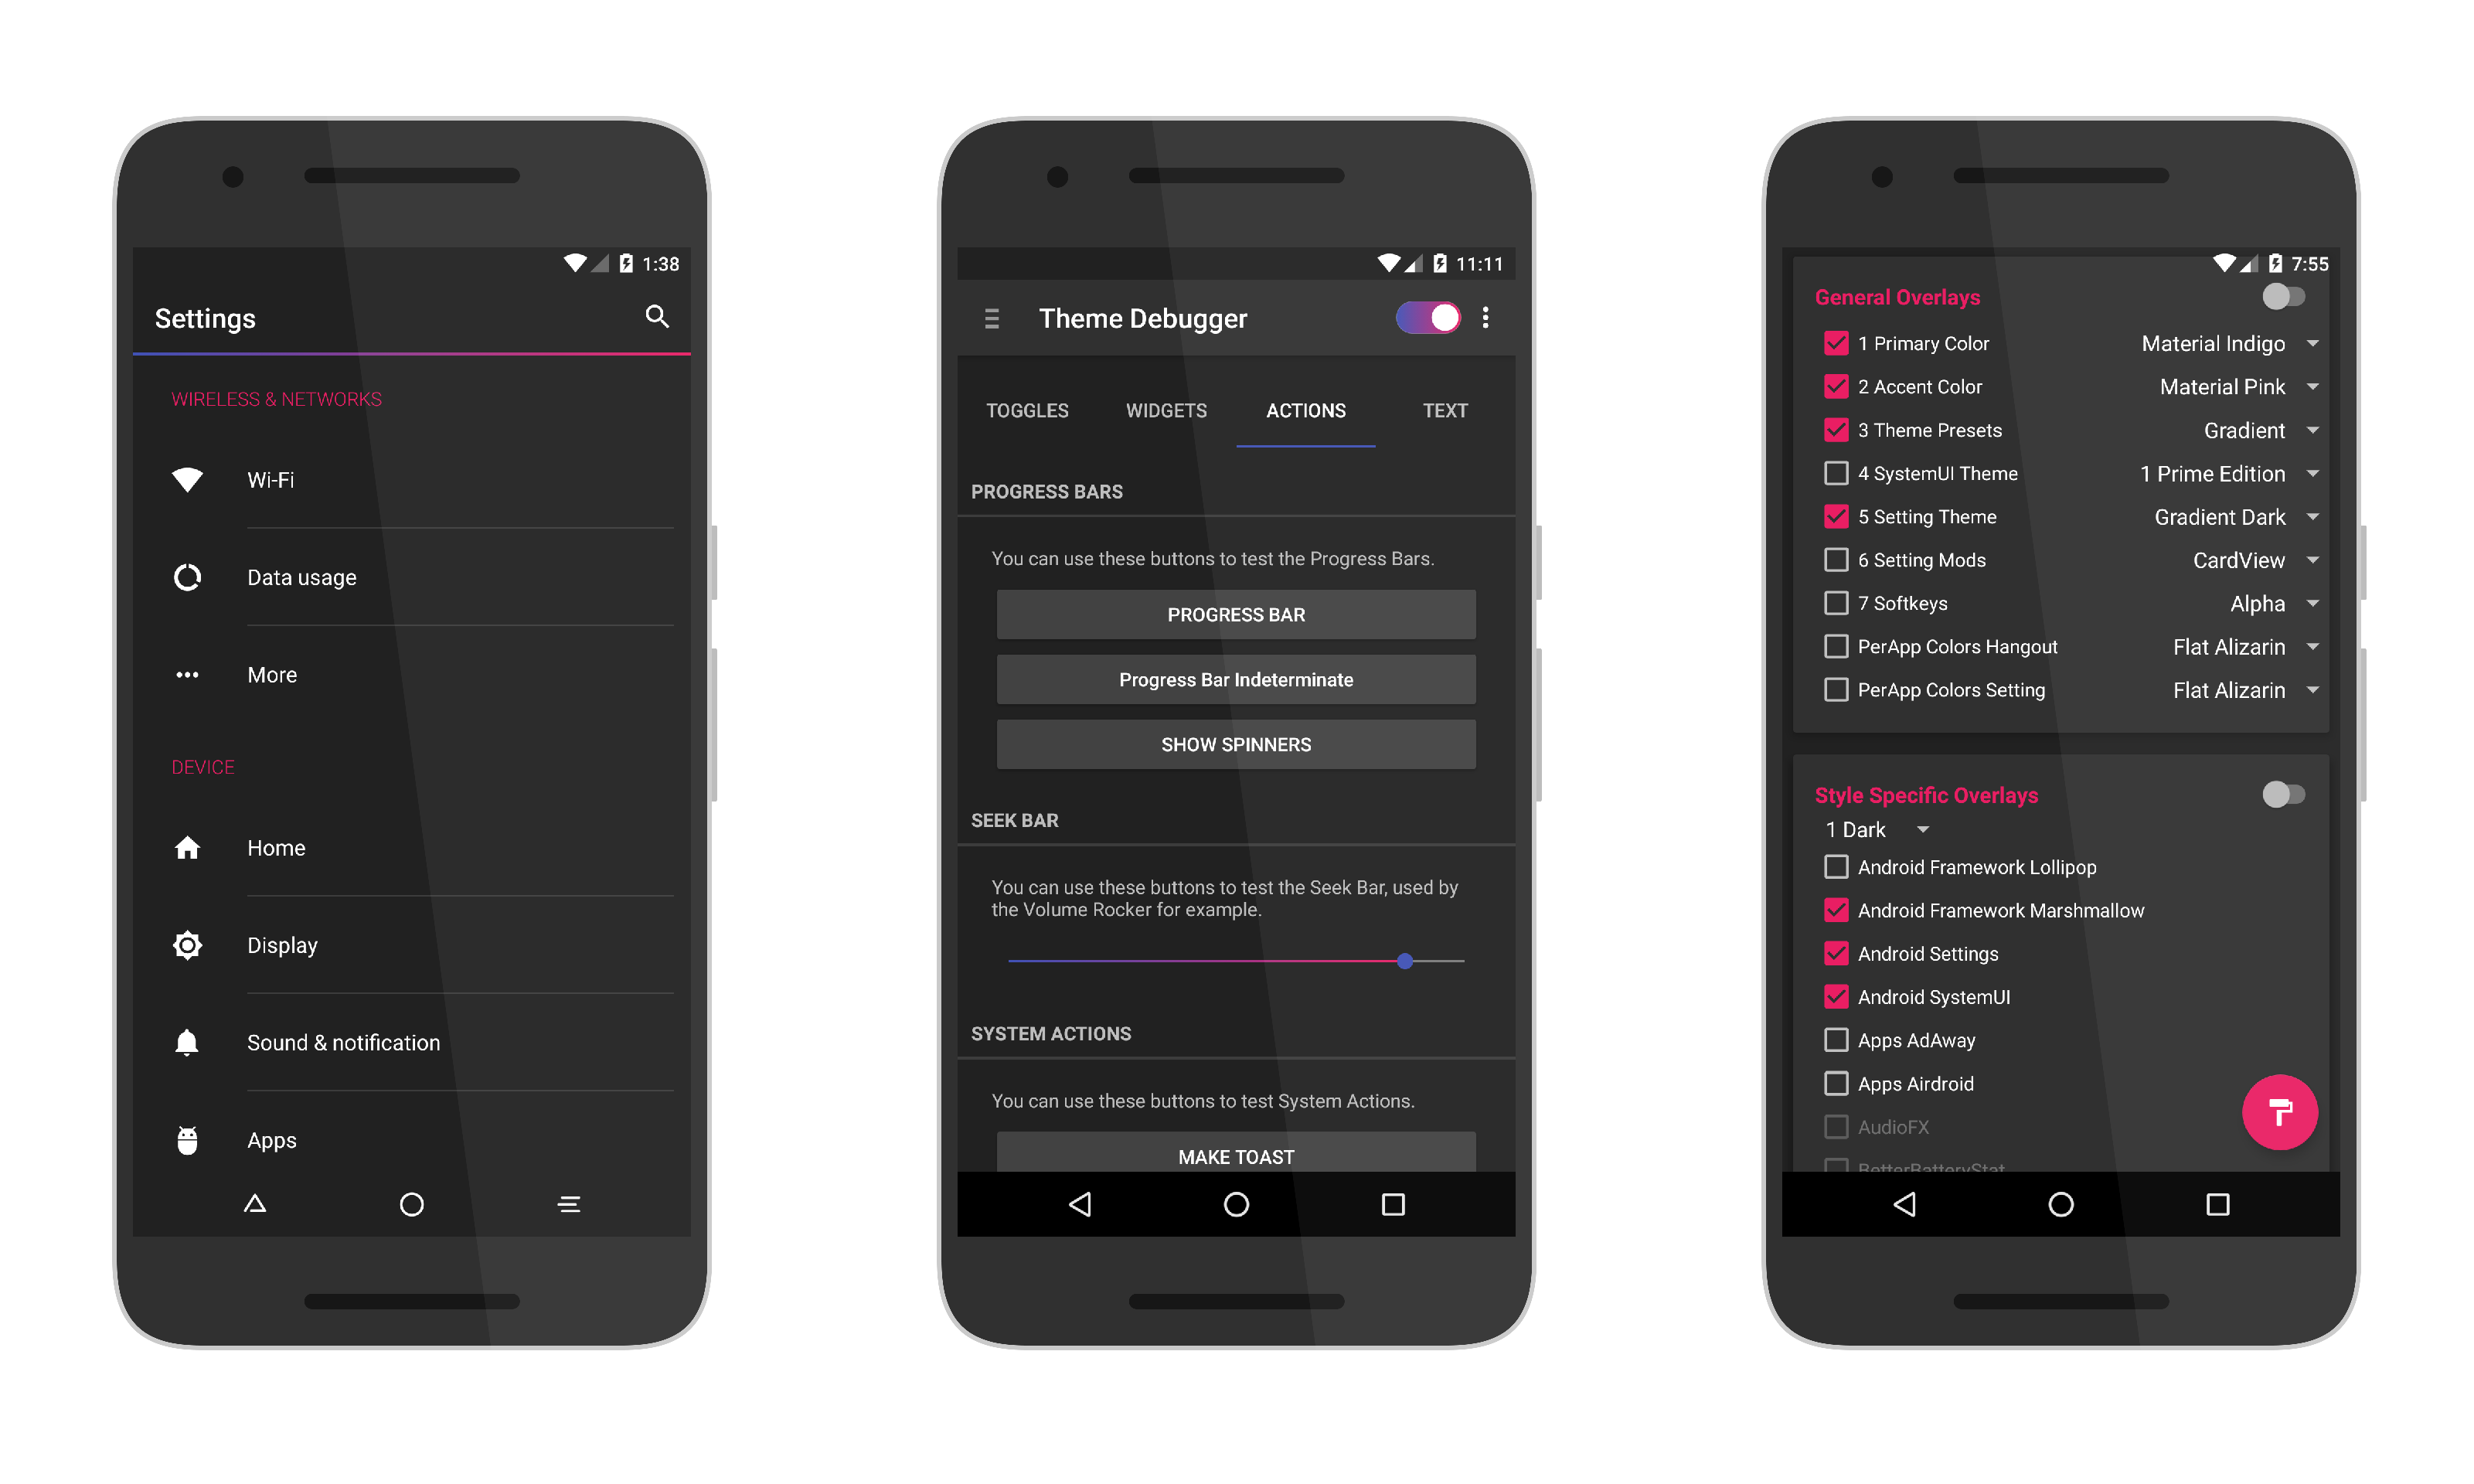 1:38
Settings
WIRELESS & NETWORKS
Wi-Fi
Data usage
More
DEVICE
Home
Display
Sound & notification
Apps
11:11
Theme Debugger
TOGGLES WIDGETS ACTIONS TEXT
PROGRESS BARS
You can use these buttons to test the Progress Bars.
PROGRESS BAR
Progress Bar Indeterminate
SHOW SPINNERS
SEEK BAR
You can use these buttons to test the Seek Bar, used by
the Volume Rocker for example.
SYSTEM ACTIONS
You can use these buttons to test System Actions.
MAKE TOAST
7:55
General Overlays
1 Primary Color Material Indigo
2 Accent Color Material Pink
3 Theme Presets Gradient
4 SystemUI Theme 1 Prime Edition
5 Setting Theme Gradient Dark
6 Setting Mods CardView
7 Softkeys Alpha
PerApp Colors Hangout Flat Alizarin
PerApp Colors Setting Flat Alizarin
Style Specific Overlays
1 Dark
Android Framework Lollipop
Android Framework Marshmallow
Android Settings
Android SystemUI
Apps AdAway
Apps Airdroid
AudioFX
BetterBatteryStat